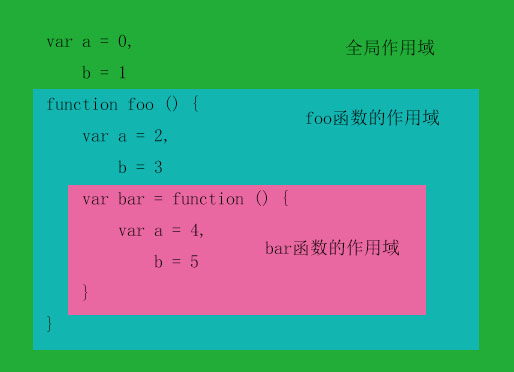 var a = 0,
全局作用域
b = 1
function foo () {
foo函数的作用域
var a = 2,
b = 3
var bar = function () {
var a = 4,
bar函数的作用域
b = 5
}
}